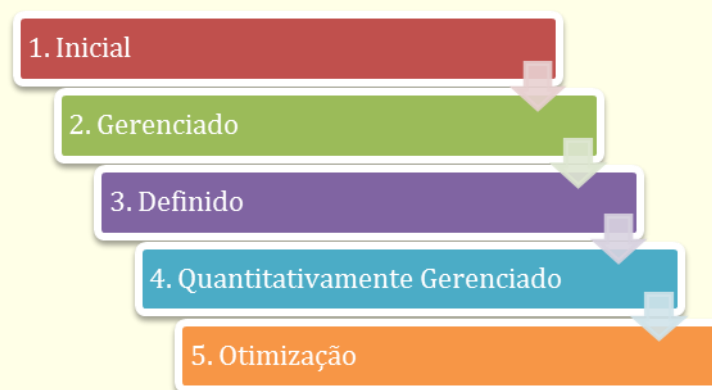 1. Inicial
2. Gerenciado
3. Definido
4. Quantitativamente Gerenciado
5. Otimização